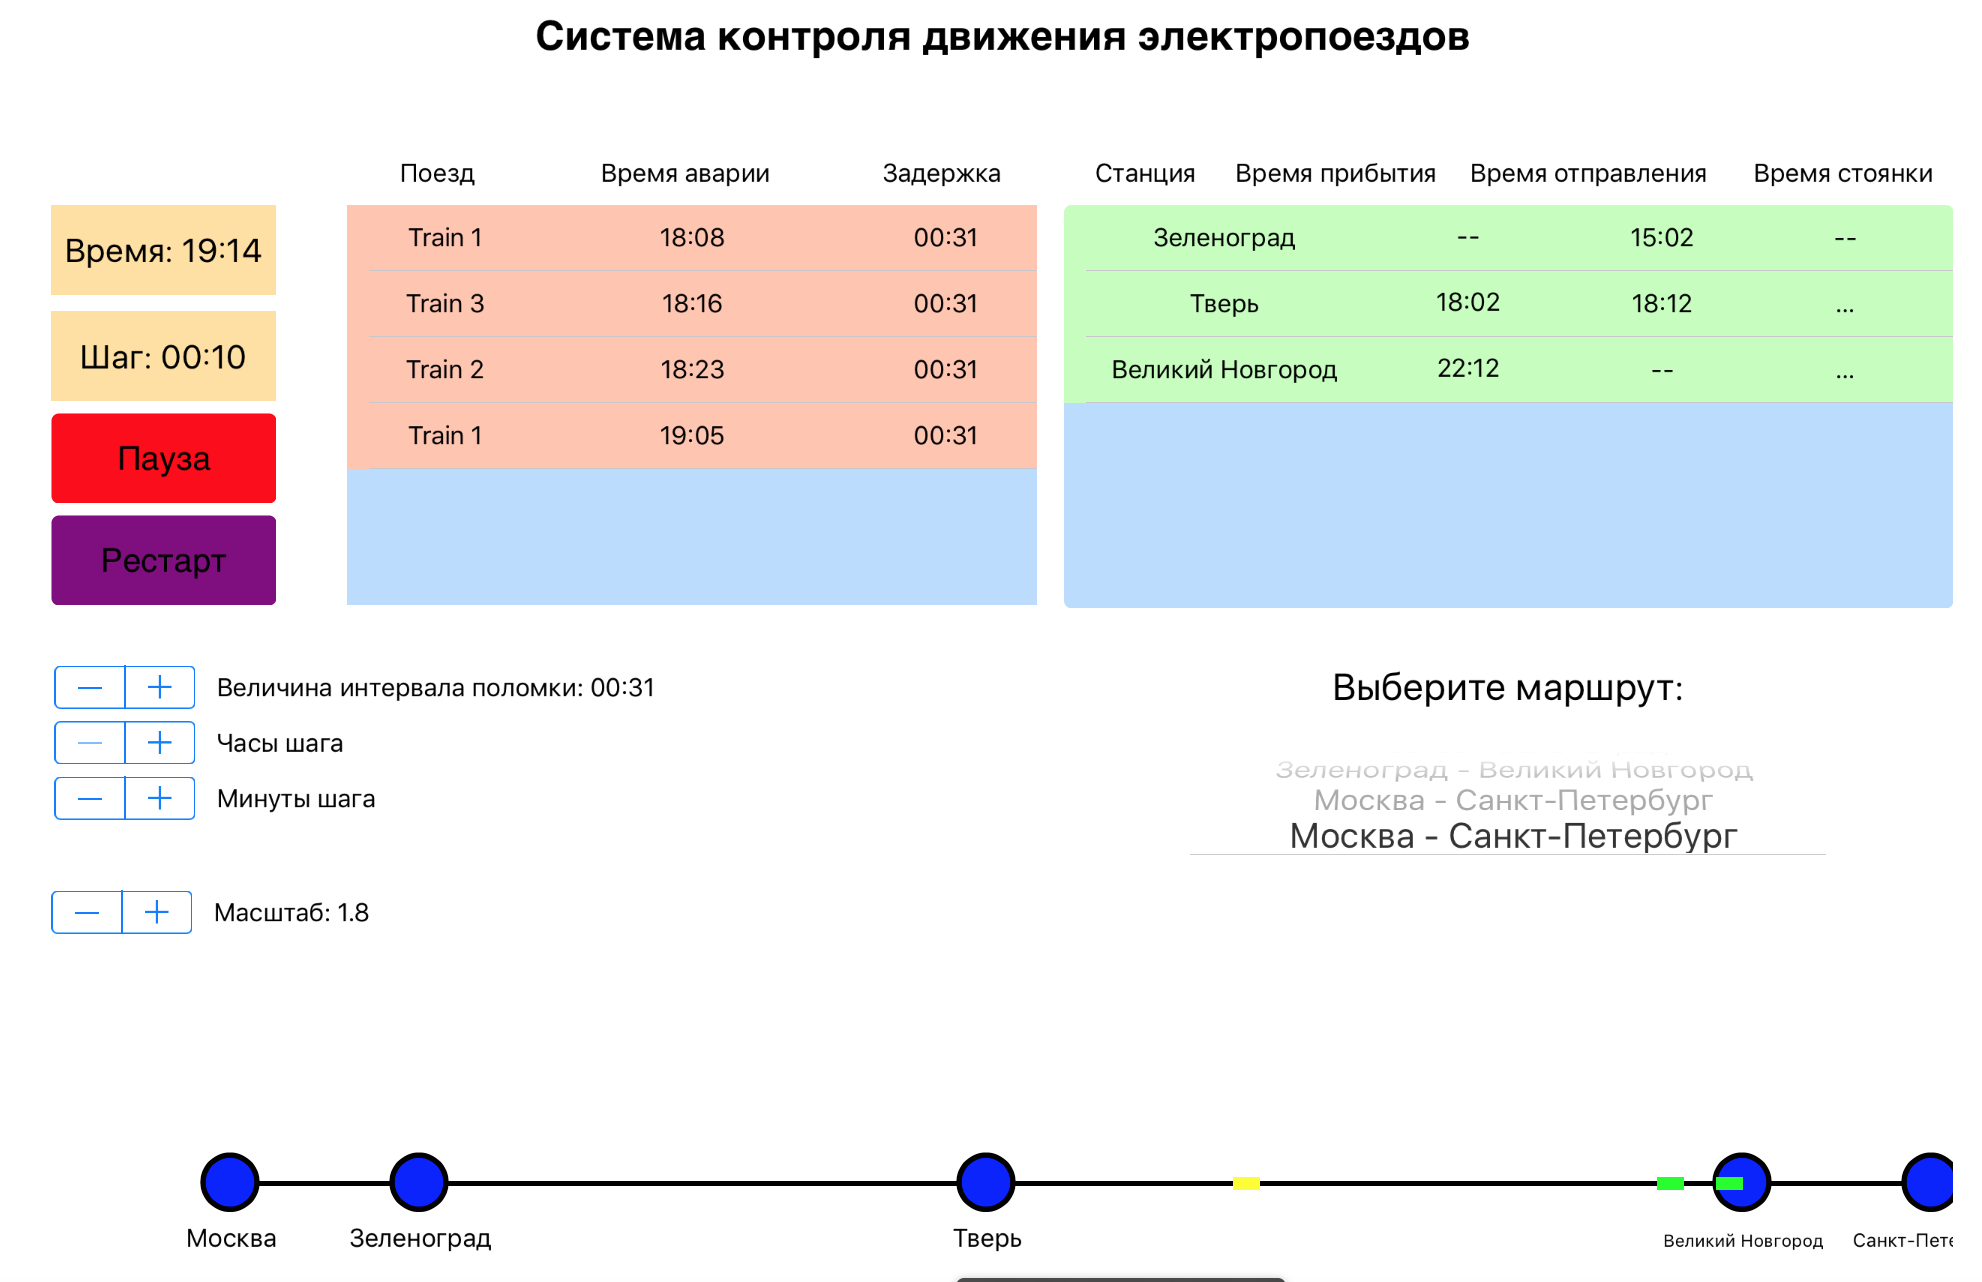 Система контроля движения электропоездов
Поезд Время аварии Задержка
Станция Время прибытия Время отправления Время стоянки
Время: 19:14
Шаг: 00:10
Пауза
Рестарт
Train 1 18:08 00:31
Train 3 18:16 00:31
Train 2 18:23 00:31
Train 1 19:05 00:31
Зеленоград -- 15:02 --
Тверь 18:02 18:12 ...
Великий Новгород 22:12 -- ...
Величина интервала поломки: 00:31
Часы шага
Минуты шага
Масштаб: 1.8
Выберите маршрут:
Зеленоград - Великий Новгород
Москва - Санкт-Петербург
Москва - Санкт-Петербург
Москва Зеленоград Тверь Великий Новгород Санкт-Пете